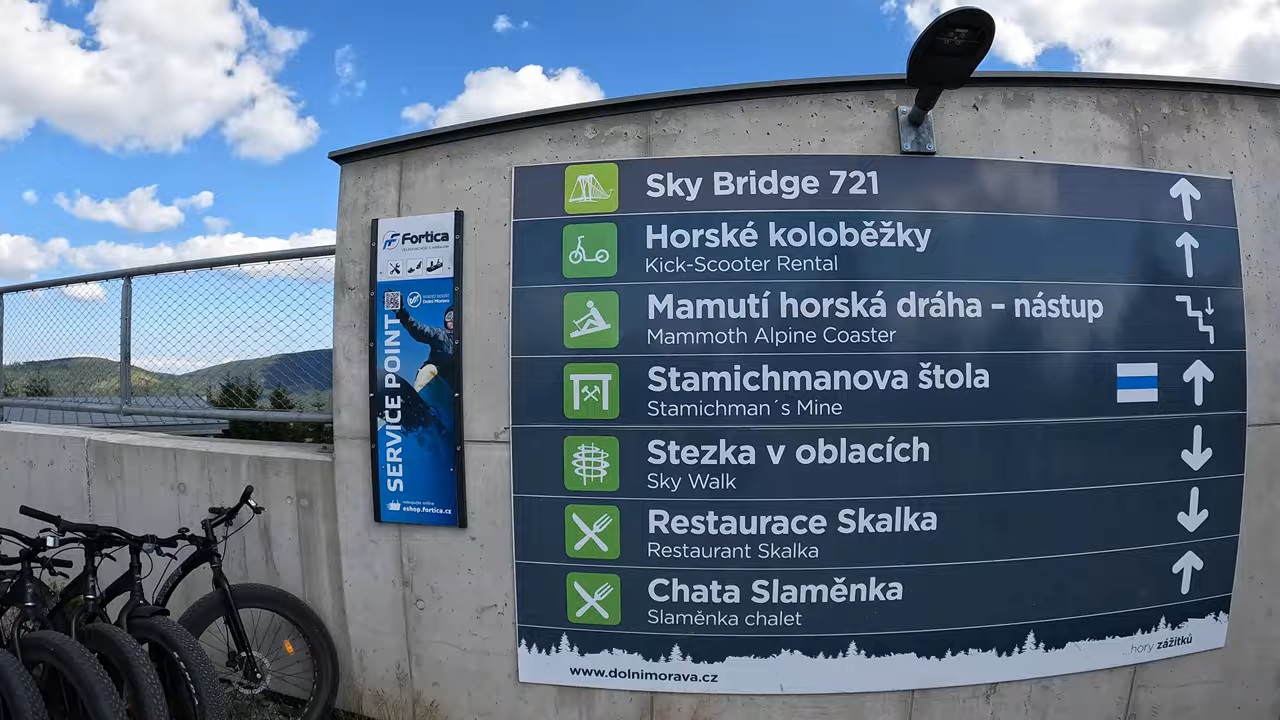 Fortica
SERVICE POINT
eshop.fortica.cz
Sky Bridge 721
Horské koloběžky
Kick-Scooter Rental
Mamutí horská dráha – nástup
Mammoth Alpine Coaster
Stamichmanova štola
Stamichman´s Mine
Stezka v oblacích
Sky Walk
Restaurace Skalka
Restaurant Skalka
Chata Slaměnka
Slaměnka chalet
...hory zážitků
www.dolnimorava.cz